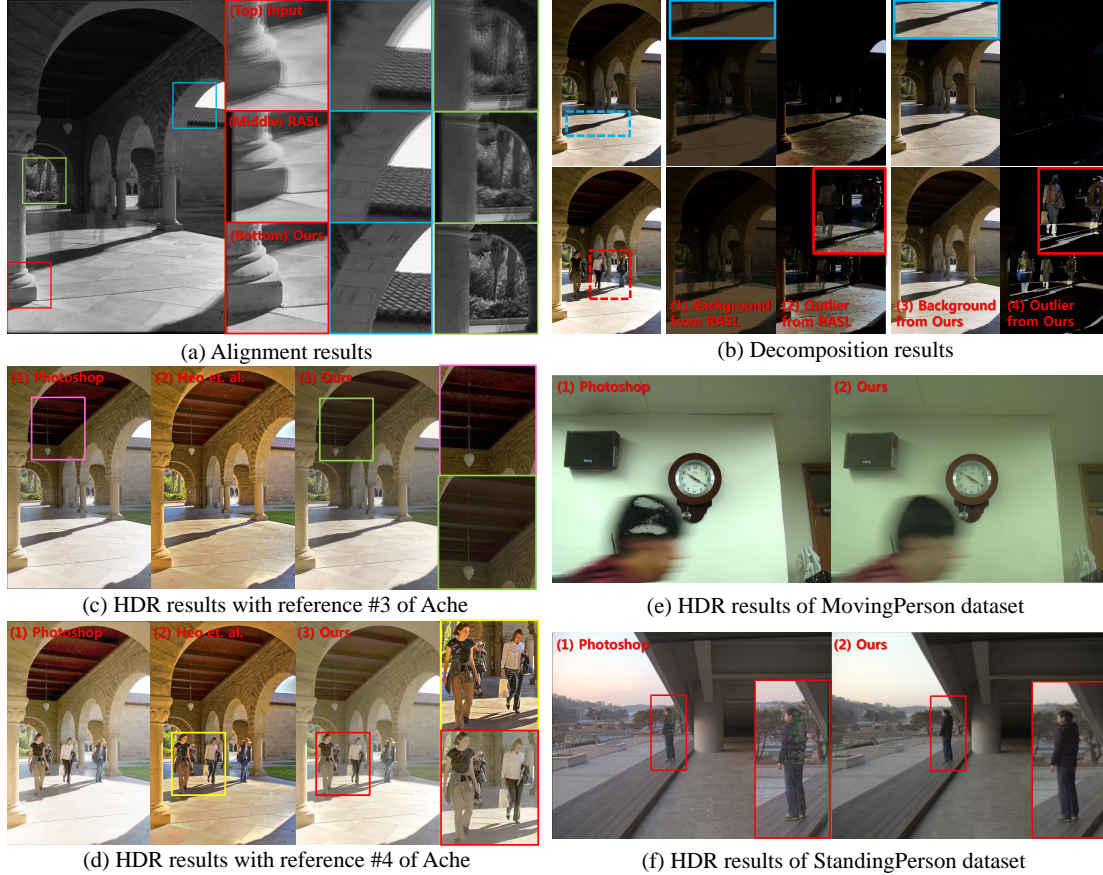 (Top) Input
(Middle) RASL
(Bottom) Ours
(a) Alignment results
(1) Background
from RASL
(2) Outlier
from RASL
(3) Background
from Ours
(4) Outlier
from Ours
(b) Decomposition results
(1) Photoshop
(2) Heo et. al.
(3) Ours
(c) HDR results with reference #3 of Ache
(1) Photoshop
(2) Ours
(e) HDR results of MovingPerson dataset
(1) Photoshop
(2) Heo et. al.
(3) Ours
(d) HDR results with reference #4 of Ache
(1) Photoshop
(2) Ours
(f) HDR results of StandingPerson dataset